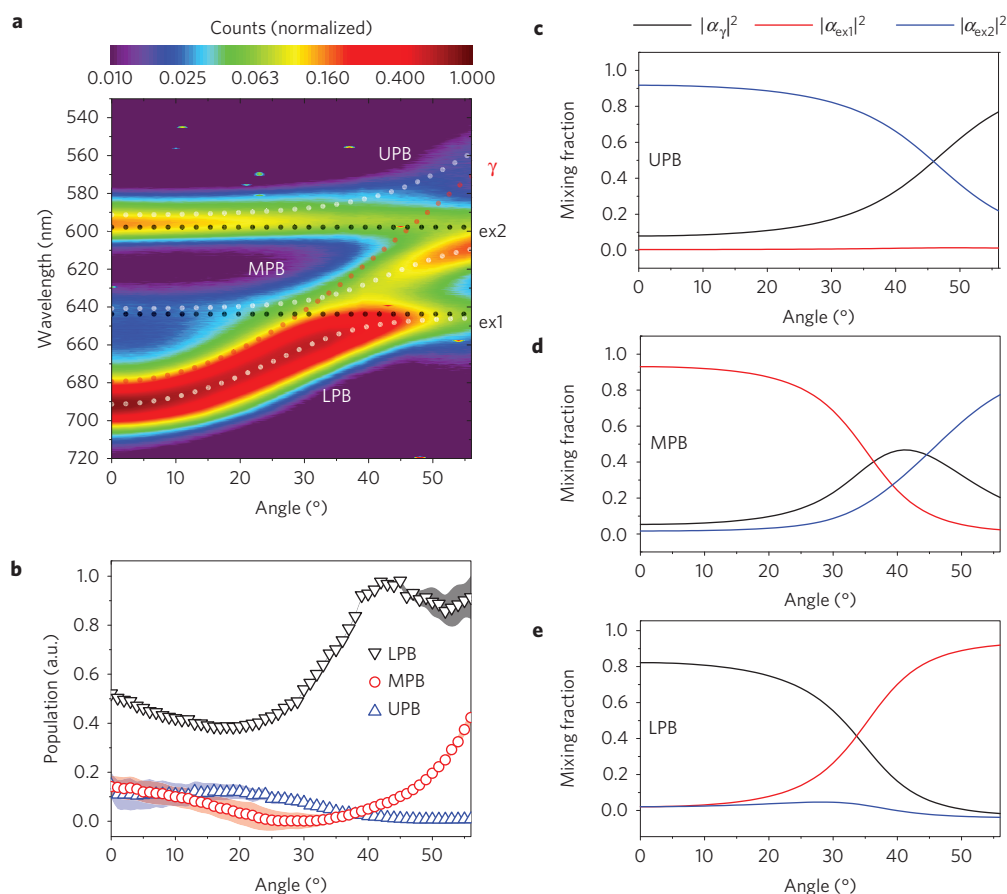 a
Counts (normalized)
0.010 0.025 0.063 0.160 0.400 1.000
540
560
580
600
620
640
660
680
700
720
Wavelength (nm)
UPB
γ
ex2
MPB
ex1
LPB
0 10 20 30 40 50
Angle (°)
b
1.0
0.8
0.6
0.4
0.2
0.0
Population (a.u.)
LPB
MPB
UPB
0 10 20 30 40 50
Angle (°)
c
|α_γ|² |α_ex1|² |α_ex2|²
1.0
0.8
0.6
0.4
0.2
0.0
Mixing fraction
UPB
0 10 20 30 40 50
Angle (°)
d
1.0
0.8
0.6
0.4
0.2
0.0
Mixing fraction
MPB
0 10 20 30 40 50
Angle (°)
e
1.0
0.8
0.6
0.4
0.2
0.0
Mixing fraction
LPB
0 10 20 30 40 50
Angle (°)